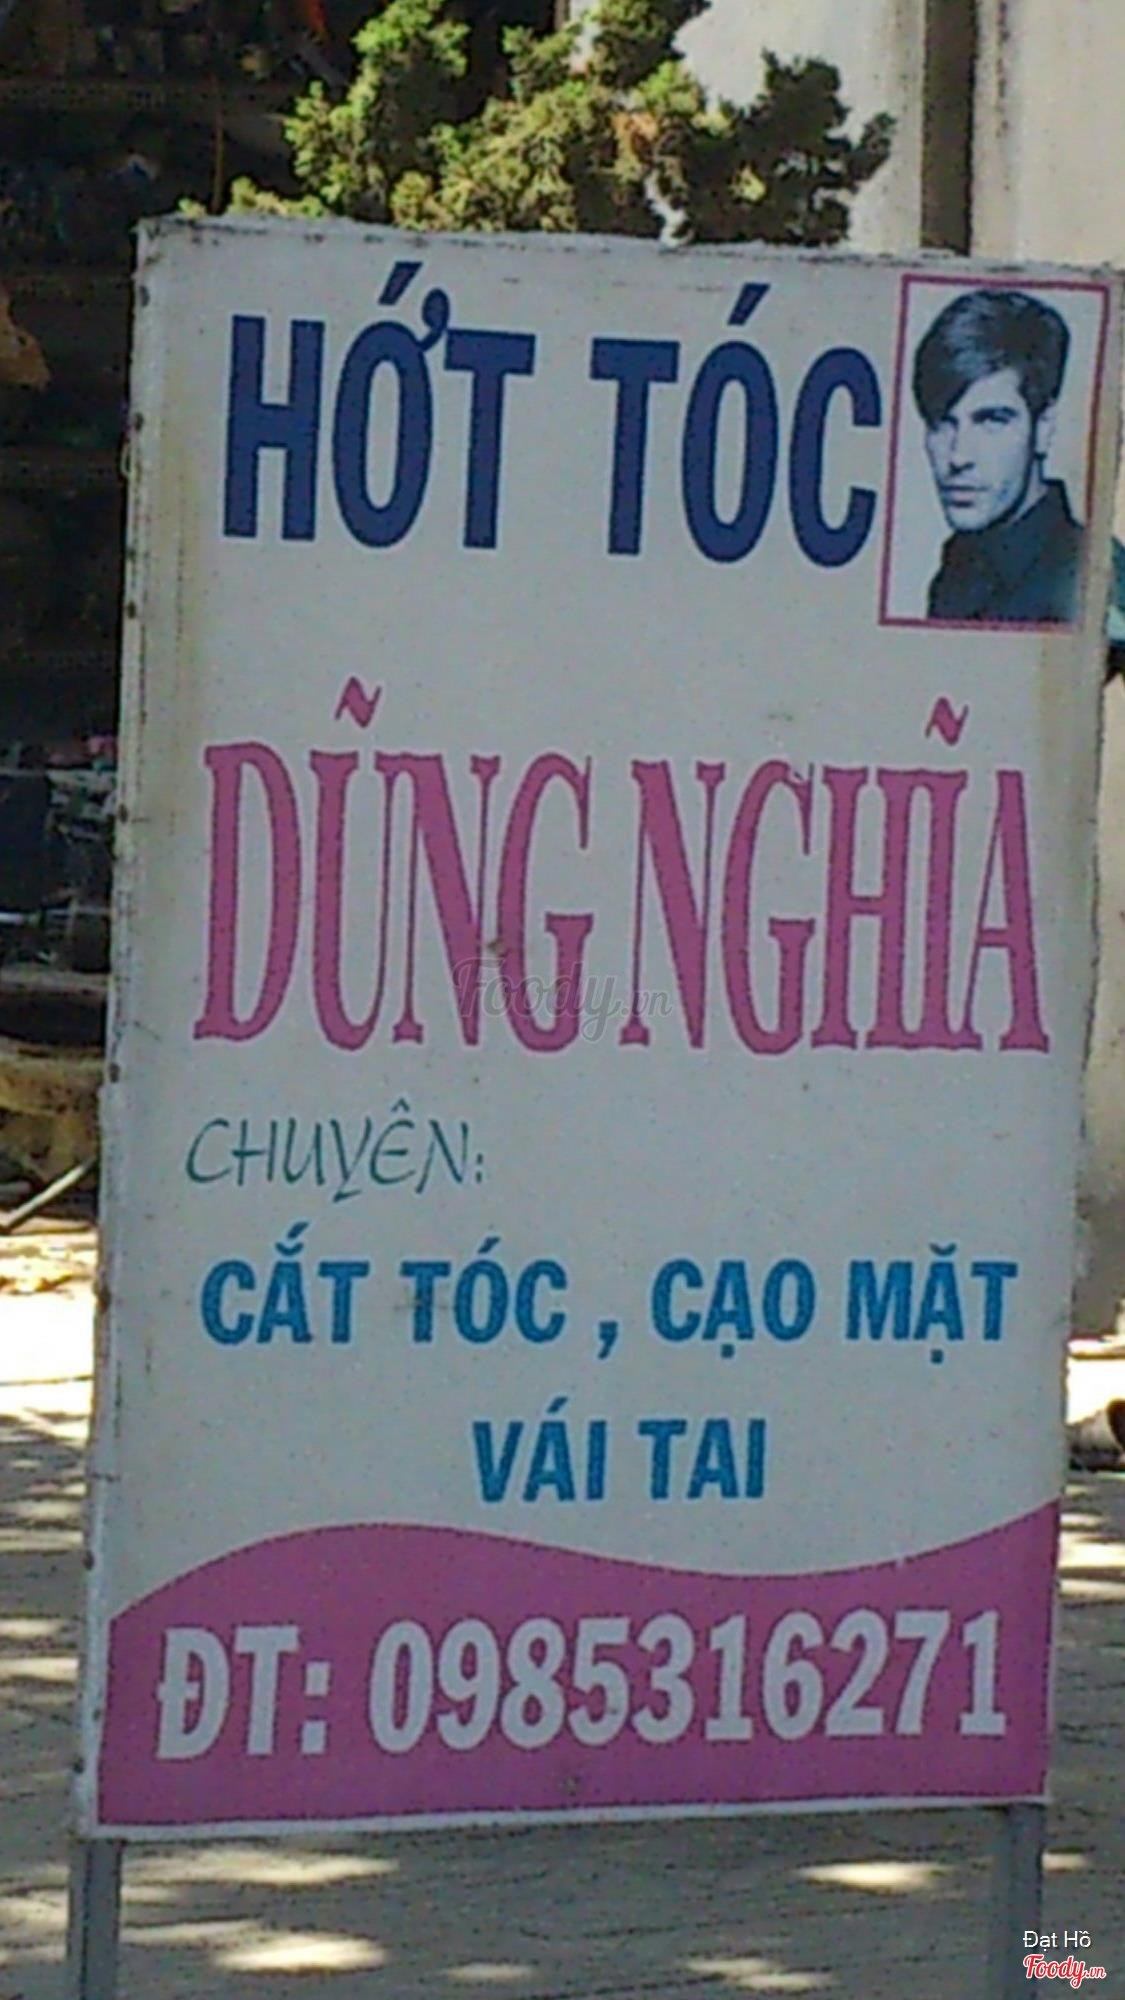 HỚT TÓC
DŨNG NGHĨA
CHUYÊN:
CẮT TÓC , CẠO MẶT
VÁI TAI
ĐT: 0985316271
Foody.vn
Đạt Hồ
Foody.vn